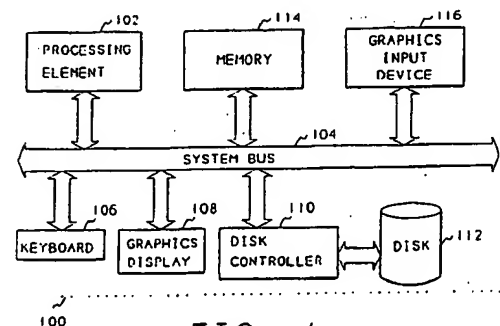 102
114
116
PROCESSING
ELEMENT
MEMORY
GRAPHICS
INPUT
DEVICE
104
SYSTEM BUS
106
108
110
KEYBOARD
GRAPHICS
DISPLAY
DISK
CONTROLLER
DISK
112
100